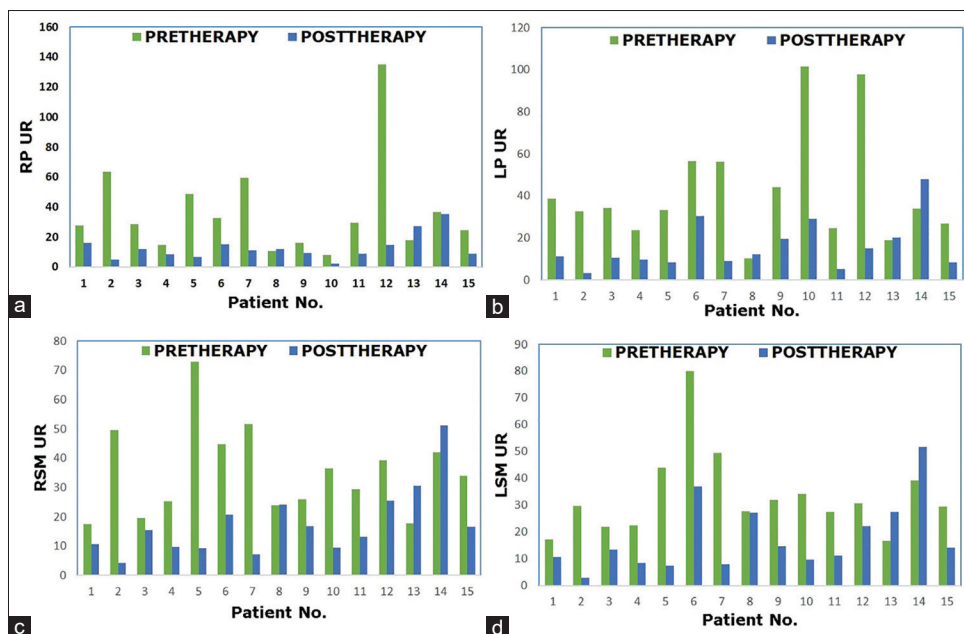 160
140
120
100
80
60
40
20
0
RP UR
PRETHERAPY POSTTHERAPY
1 2 3 4 5 6 7 8 9 10 11 12 13 14 15
Patient No.
a
120
100
80
60
40
20
0
LP UR
PRETHERAPY POSTTHERAPY
1 2 3 4 5 6 7 8 9 10 11 12 13 14 15
Patient No.
b
80
70
60
50
40
30
20
10
0
RSM UR
PRETHERAPY POSTTHERAPY
1 2 3 4 5 6 7 8 9 10 11 12 13 14 15
Patient No.
c
90
80
70
60
50
40
30
20
10
0
LSM UR
PRETHERAPY POSTTHERAPY
1 2 3 4 5 6 7 8 9 10 11 12 13 14 15
Patient No.
d